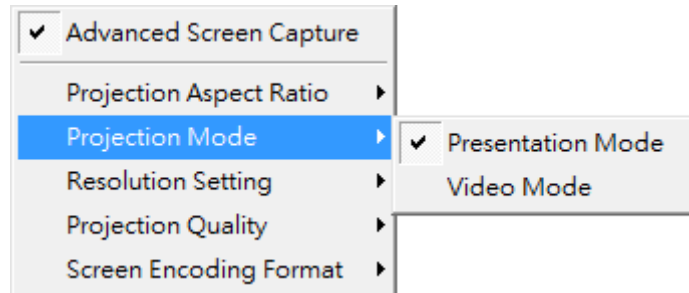 Advanced Screen Capture
Projection Aspect Ratio
Projection Mode
Presentation Mode
Video Mode
Resolution Setting
Projection Quality
Screen Encoding Format